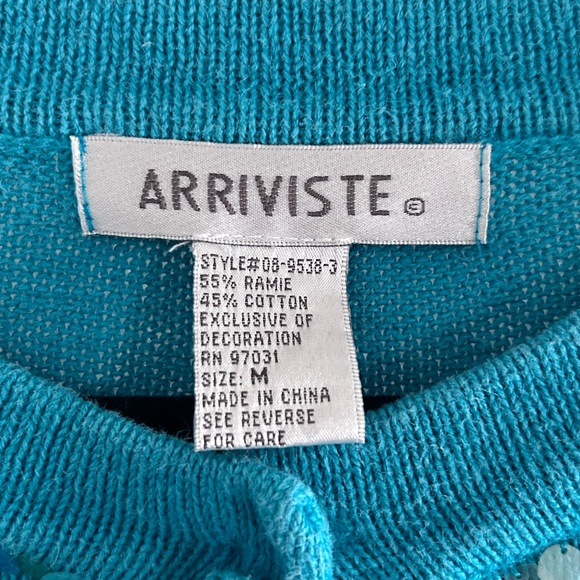 ARRIVISTE ©
STYLE#08-9538-3
55% RAMIE
45% COTTON
EXCLUSIVE OF
DECORATION
RN 97031
SIZE: M
MADE IN CHINA
SEE REVERSE
FOR CARE